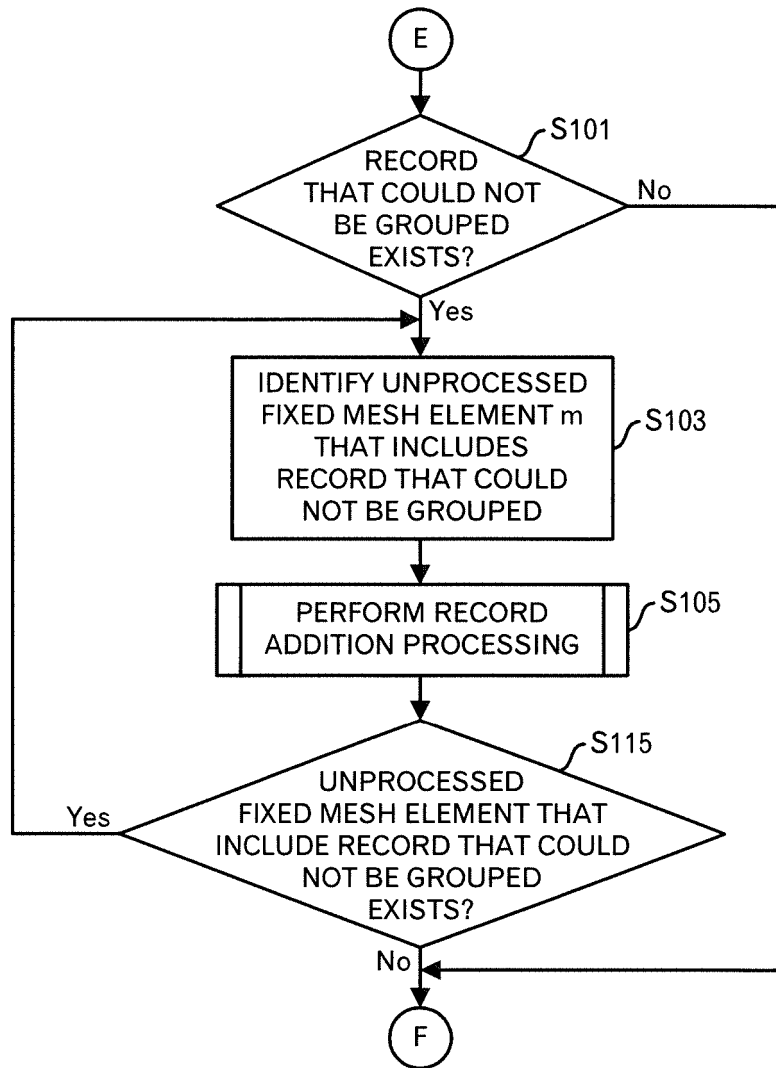 E
S101
RECORD
THAT COULD NOT
BE GROUPED
EXISTS?
No
Yes
IDENTIFY UNPROCESSED
FIXED MESH ELEMENT m
THAT INCLUDES
RECORD THAT COULD
NOT BE GROUPED
S103
PERFORM RECORD
ADDITION PROCESSING
S105
S115
UNPROCESSED
FIXED MESH ELEMENT THAT
INCLUDE RECORD THAT COULD
NOT BE GROUPED
EXISTS?
Yes
No
F